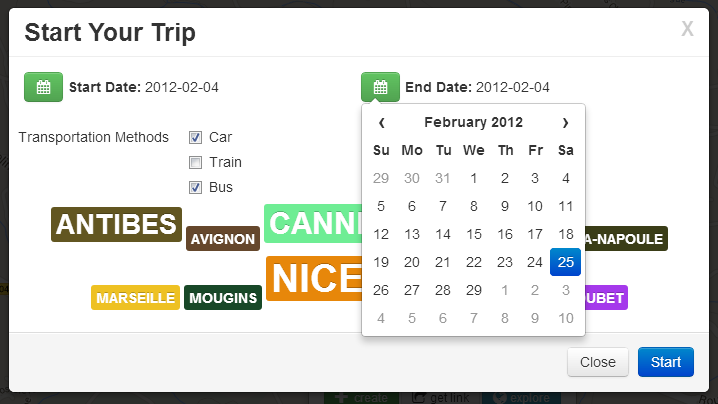 Start Your Trip X
Start Date: 2012-02-04 End Date: 2012-02-04
‹ February 2012 ›
Su Mo Tu We Th Fr Sa
29 30 31 1 2 3 4
5 6 7 8 9 10 11
12 13 14 15 16 17 18
19 20 21 22 23 24 25
26 27 28 29 1 2 3
4 5 6 7 8 9 10
Transportation Methods Car
Train
Bus
ANTIBES AVIGNON CANN A-NAPOULE
MARSEILLE MOUGINS NICE UBET
Close Start
create get link explore